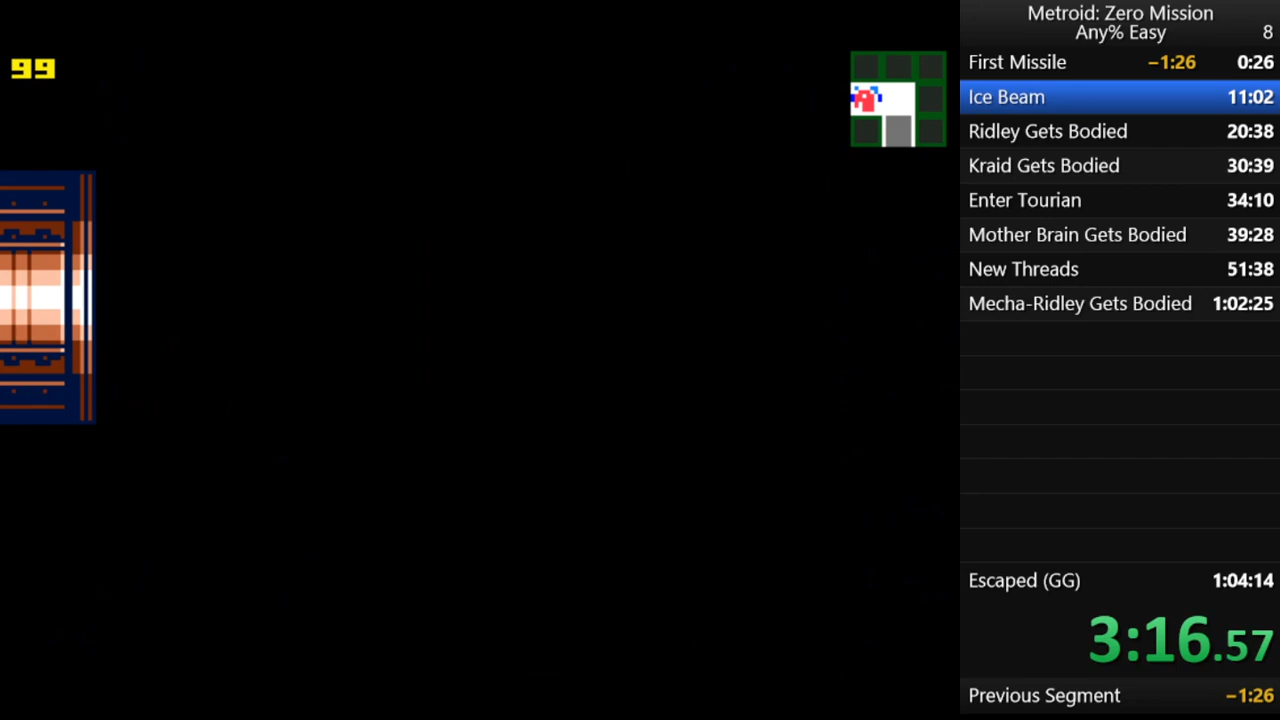 99
Metroid: Zero Mission
Any% Easy 8
First Missile −1:26 0:26
Ice Beam 11:02
Ridley Gets Bodied 20:38
Kraid Gets Bodied 30:39
Enter Tourian 34:10
Mother Brain Gets Bodied 39:28
New Threads 51:38
Mecha-Ridley Gets Bodied 1:02:25
Escaped (GG) 1:04:14
3:16.57
Previous Segment −1:26